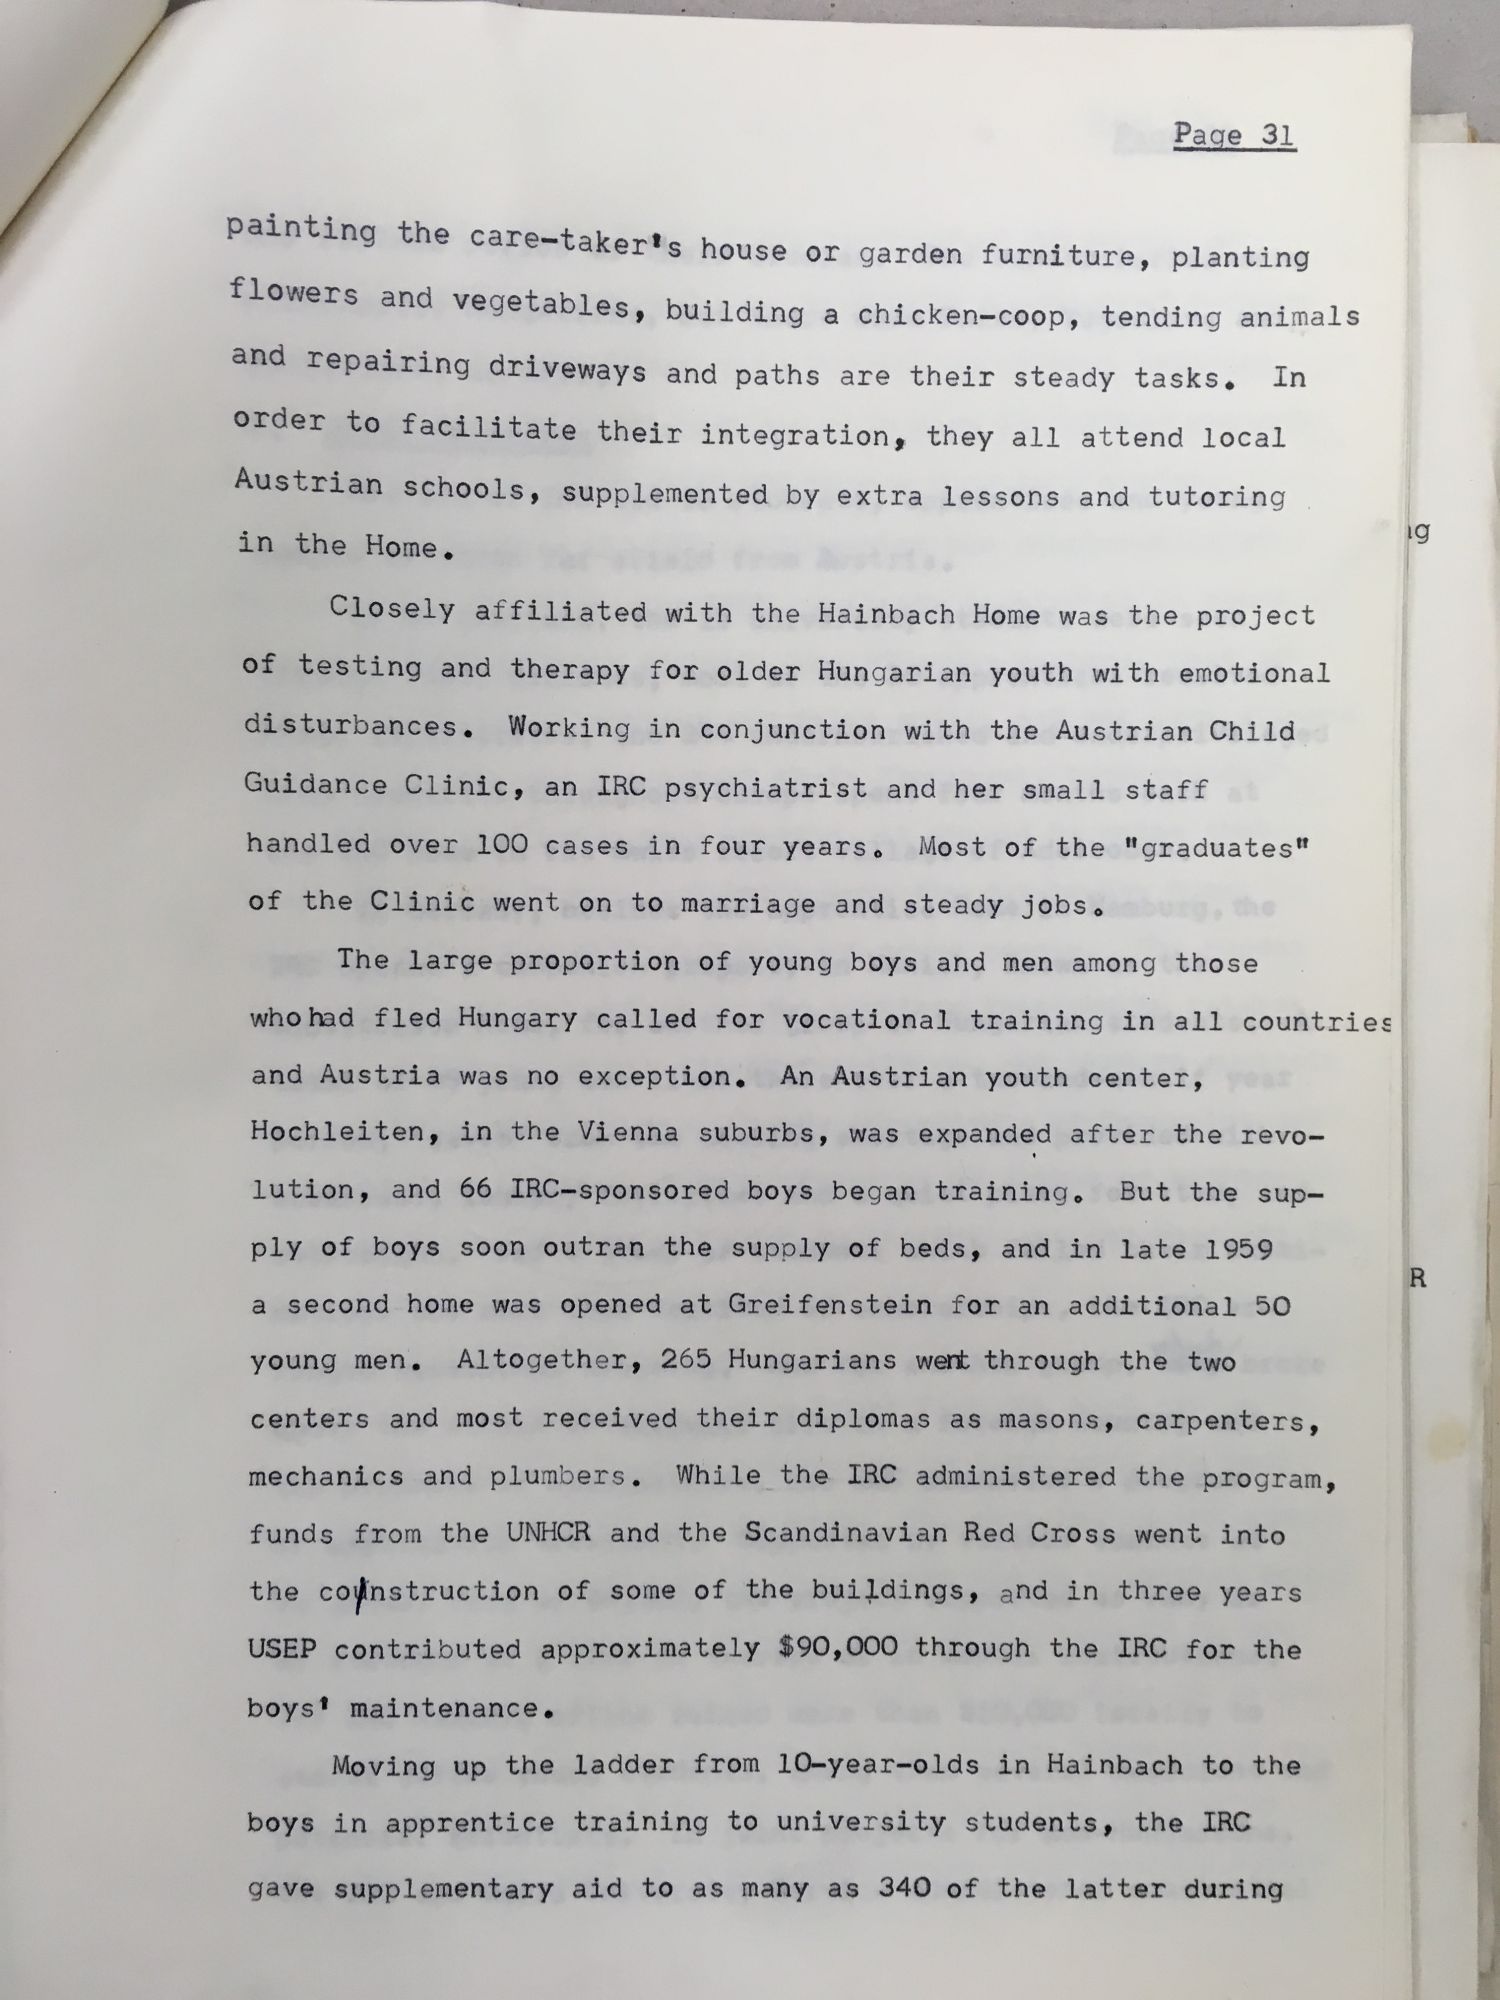 Page 31
painting the care-taker's house or garden furniture, planting
flowers and vegetables, building a chicken-coop, tending animals
and repairing driveways and paths are their steady tasks. In
order to facilitate their integration, they all attend local
Austrian schools, supplemented by extra lessons and tutoring
in the Home.
Closely affiliated with the Hainbach Home was the project
of testing and therapy for older Hungarian youth with emotional
disturbances. Working in conjunction with the Austrian Child
Guidance Clinic, an IRC psychiatrist and her small staff
handled over 100 cases in four years. Most of the "graduates"
of the Clinic went on to marriage and steady jobs.
The large proportion of young boys and men among those
who had fled Hungary called for vocational training in all countries
and Austria was no exception. An Austrian youth center,
Hochleiten, in the Vienna suburbs, was expanded after the revo-
lution, and 66 IRC-sponsored boys began training. But the sup-
ply of boys soon outran the supply of beds, and in late 1959
a second home was opened at Greifenstein for an additional 50
young men. Altogether, 265 Hungarians went through the two
centers and most received their diplomas as masons, carpenters,
mechanics and plumbers. While the IRC administered the program,
funds from the UNHCR and the Scandinavian Red Cross went into
the construction of some of the buildings, and in three years
USEP contributed approximately $90,000 through the IRC for the
boys' maintenance.
Moving up the ladder from 10-year-olds in Hainbach to the
boys in apprentice training to university students, the IRC
gave supplementary aid to as many as 340 of the latter during
R